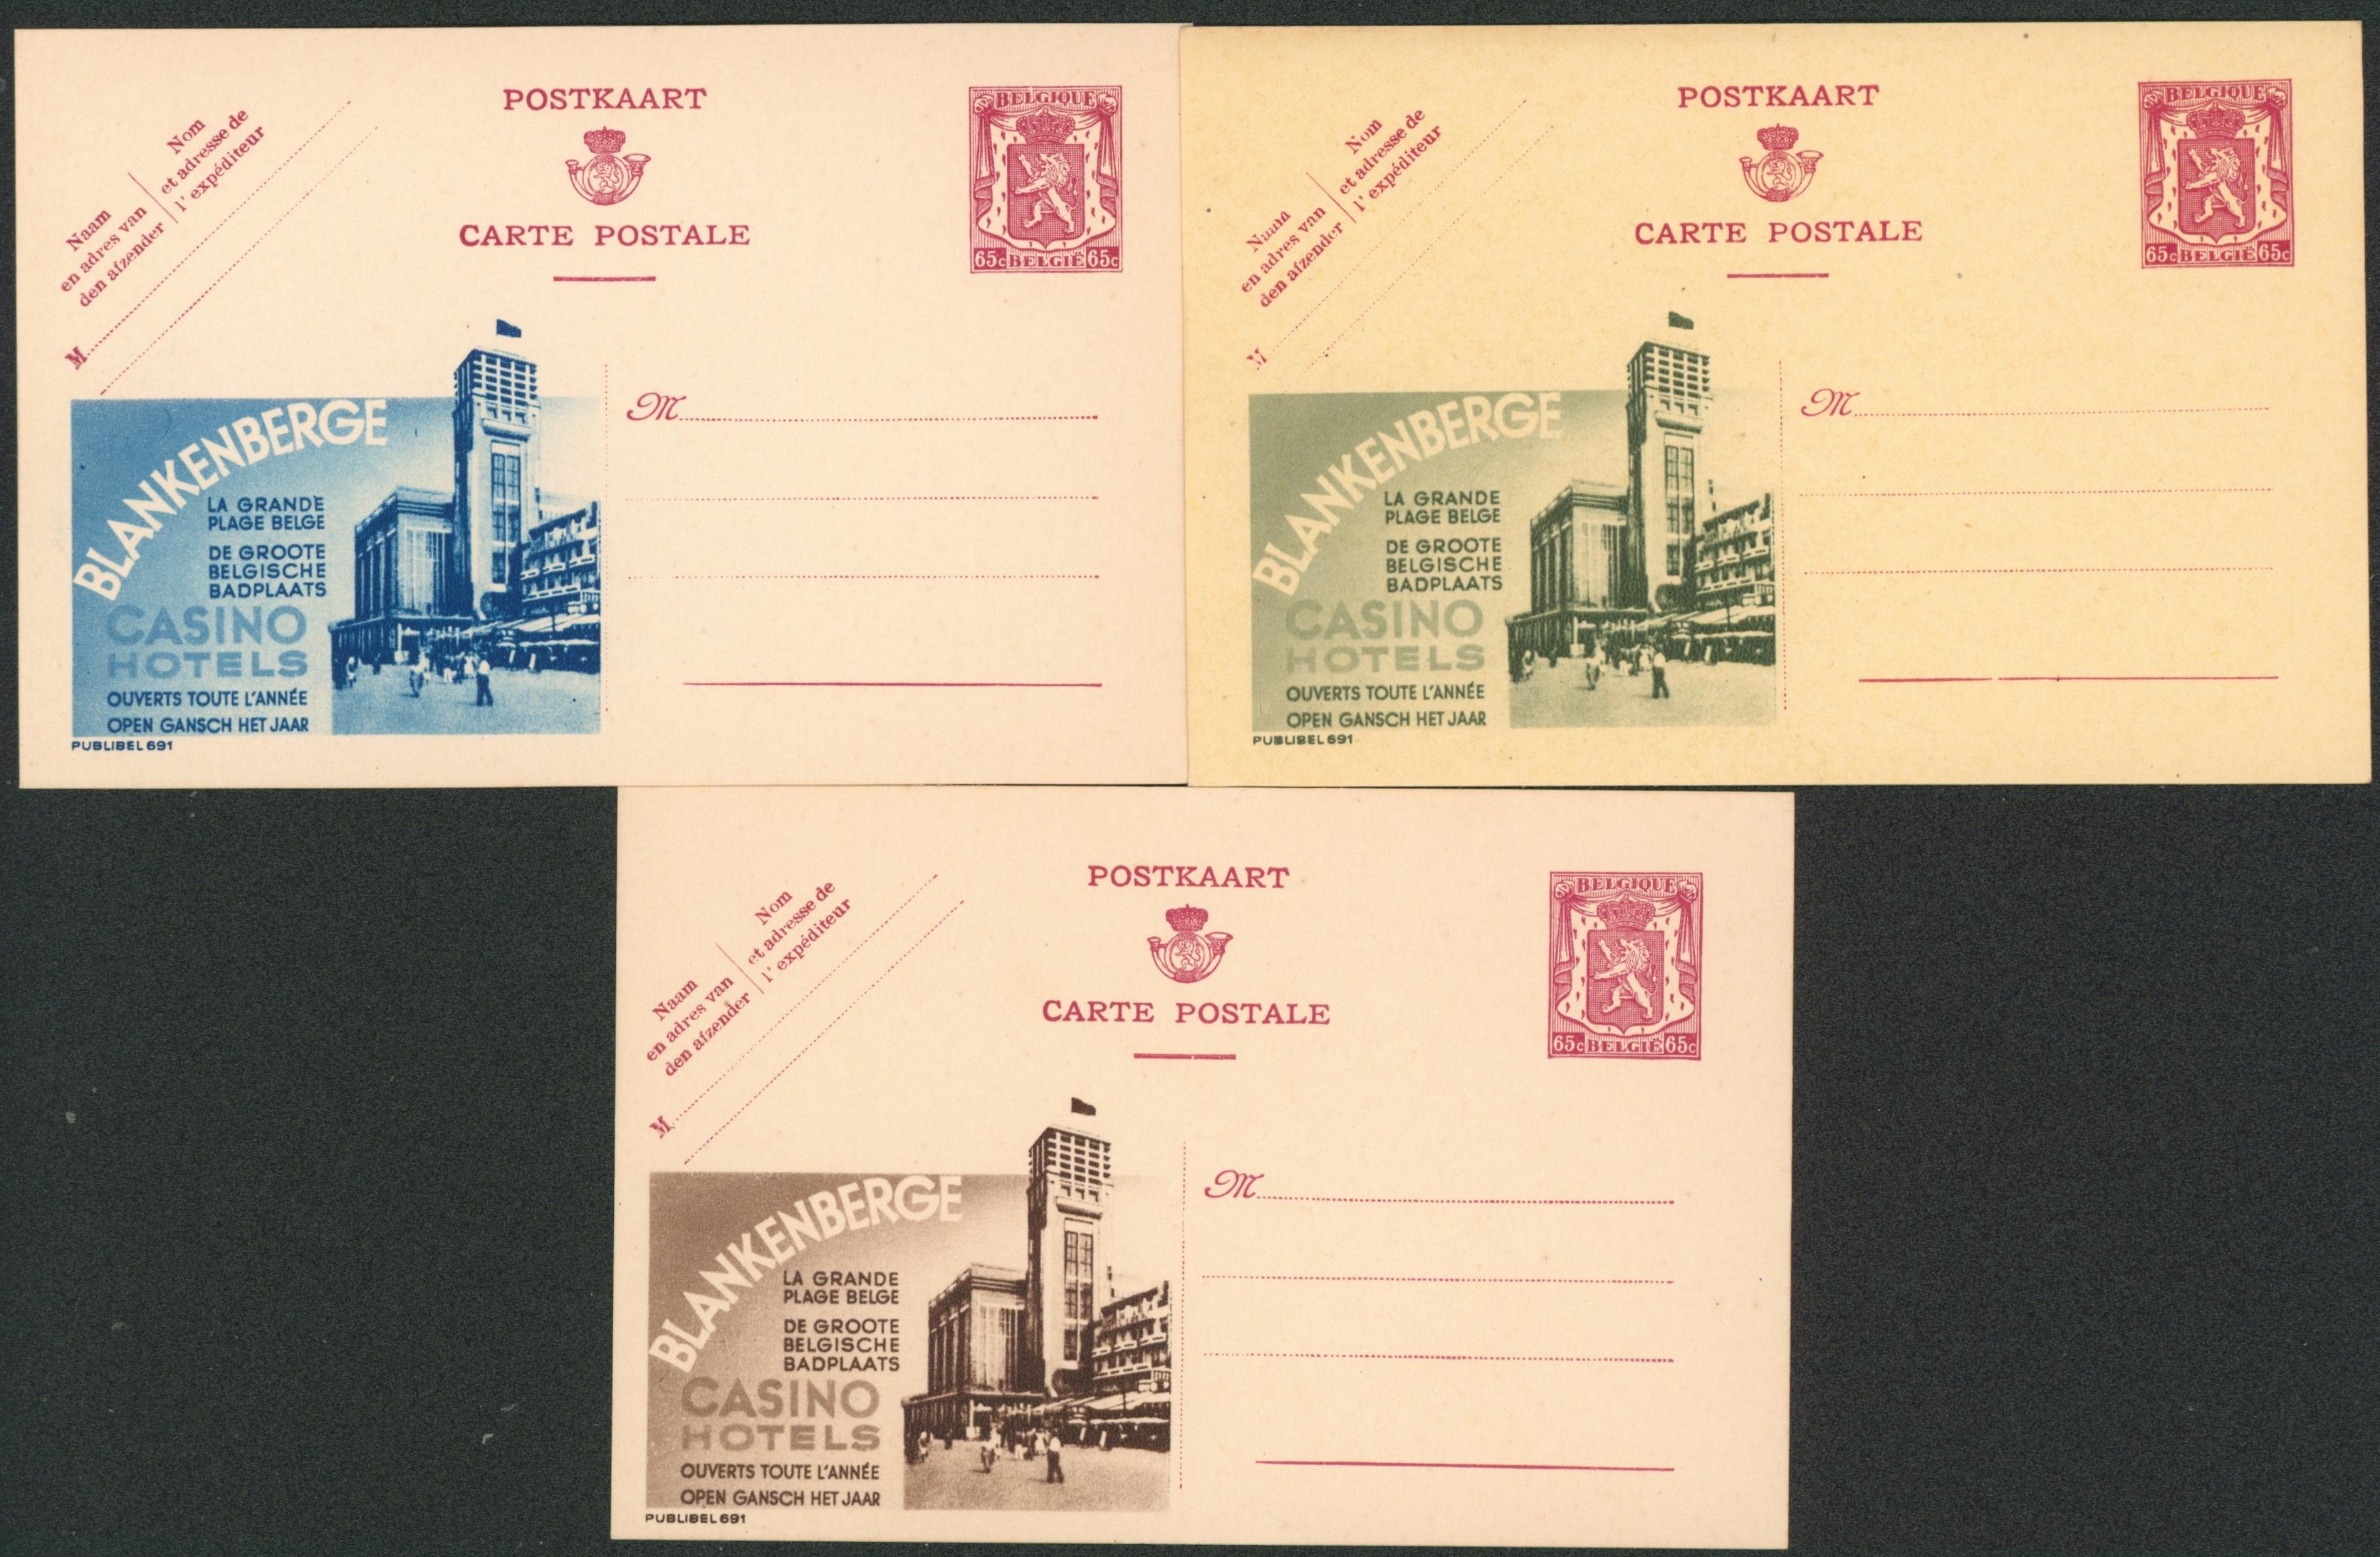 POSTKAART
CARTE POSTALE
BELGIQUE
65c BELGIË 65c
Naam
en adres van
den afzender
Nom
et adresse de
l' expéditeur
M
M
BLANKENBERGE
LA GRANDE
PLAGE BELGE
DE GROOTE
BELGISCHE
BADPLAATS
CASINO
HOTELS
OUVERTS TOUTE L'ANNÉE
OPEN GANSCH HET JAAR
PUBLIBEL 691
POSTKAART
CARTE POSTALE
BELGIQUE
65c BELGIË 65c
Naam
en adres van
den afzender
Nom
et adresse de
l' expéditeur
M
M
BLANKENBERGE
LA GRANDE
PLAGE BELGE
DE GROOTE
BELGISCHE
BADPLAATS
CASINO
HOTELS
OUVERTS TOUTE L'ANNÉE
OPEN GANSCH HET JAAR
PUBLIBEL 691
POSTKAART
CARTE POSTALE
BELGIQUE
65c BELGIË 65c
Naam
en adres van
den afzender
Nom
et adresse de
l' expéditeur
M
M
BLANKENBERGE
LA GRANDE
PLAGE BELGE
DE GROOTE
BELGISCHE
BADPLAATS
CASINO
HOTELS
OUVERTS TOUTE L'ANNÉE
OPEN GANSCH HET JAAR
PUBLIBEL 691